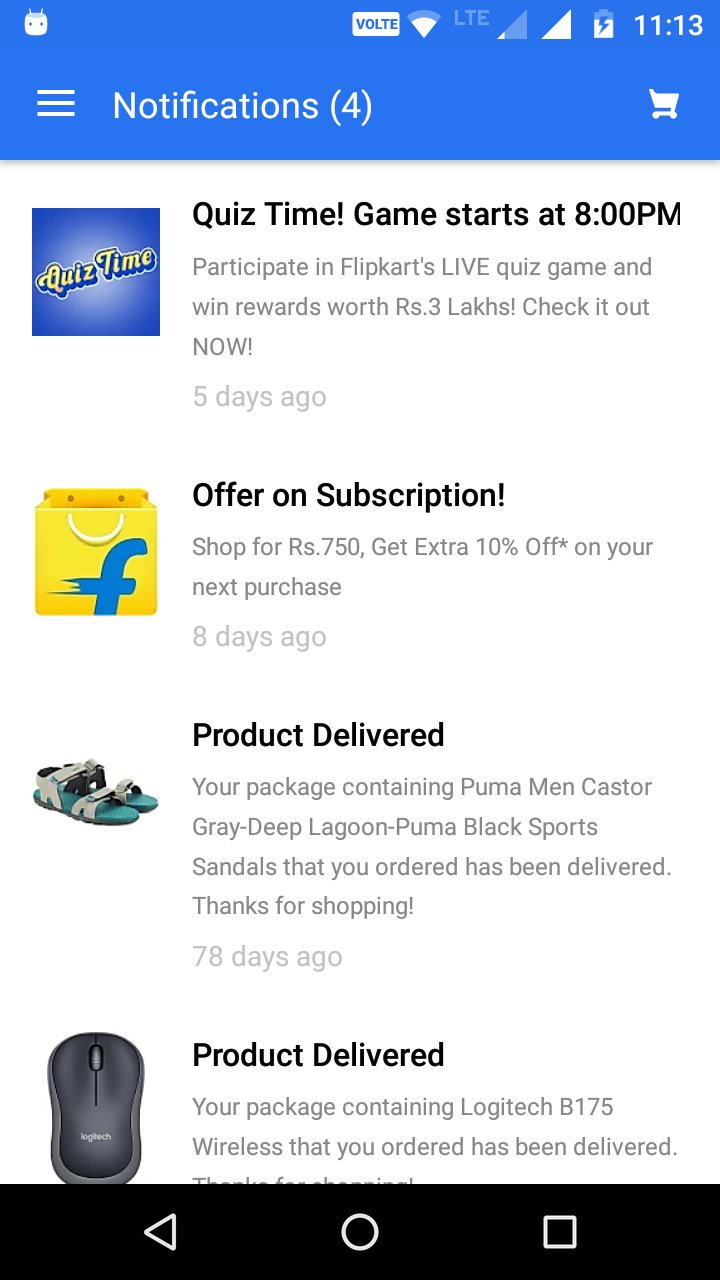 VOLTE LTE 11:13
Notifications (4)
Quiz Time! Game starts at 8:00PM
Quiz Time
Participate in Flipkart's LIVE quiz game and
win rewards worth Rs.3 Lakhs! Check it out
NOW!
5 days ago
Offer on Subscription!
f
Shop for Rs.750, Get Extra 10% Off* on your
next purchase
8 days ago
Product Delivered
Your package containing Puma Men Castor
Gray-Deep Lagoon-Puma Black Sports
Sandals that you ordered has been delivered.
Thanks for shopping!
78 days ago
Product Delivered
Your package containing Logitech B175
logitech
Wireless that you ordered has been delivered.
Thanks for shopping!